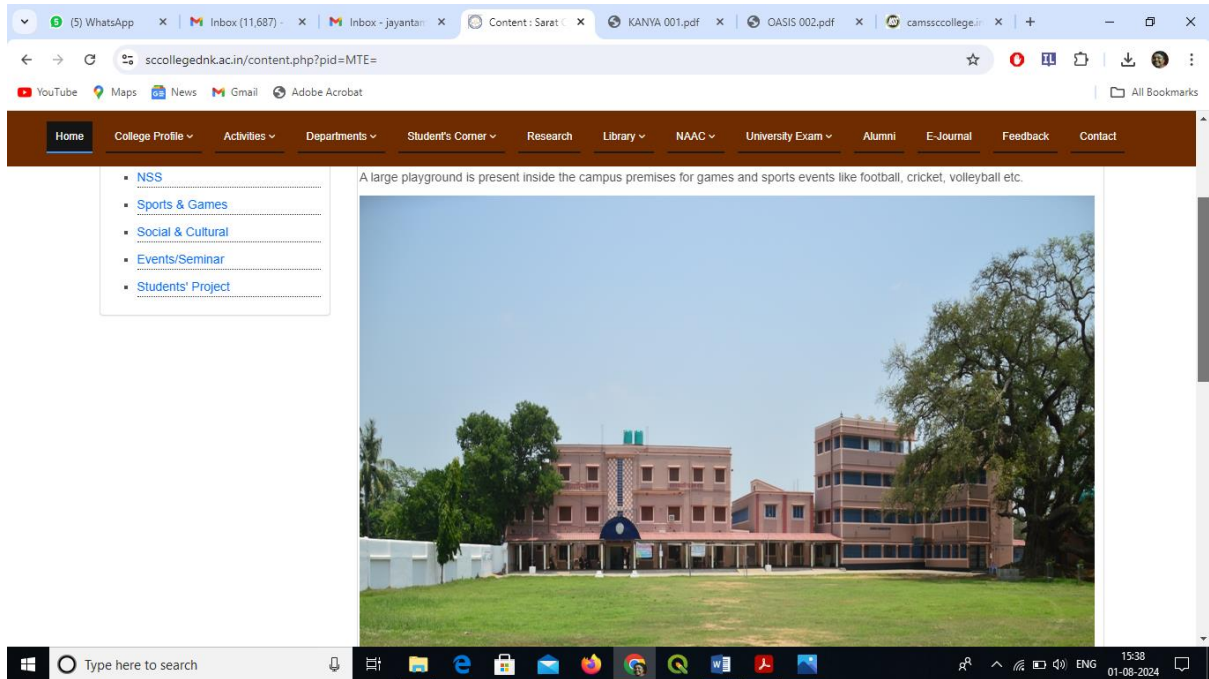 (5) WhatsApp
Inbox (11,687) -
Inbox - jayantam
Content : Sarat C
KANYA 001.pdf
OASIS 002.pdf
camssccollege.in
sccollegednk.ac.in/content.php?pid=MTE=
YouTube
Maps
News
Gmail
Adobe Acrobat
All Bookmarks
Home
College Profile
Activities
Departments
Student's Corner
Research
Library
NAAC
University Exam
Alumni
E-Journal
Feedback
Contact
NSS
Sports & Games
Social & Cultural
Events/Seminar
Students' Project
A large playground is present inside the campus premises for games and sports events like football, cricket, volleyball etc.
Type here to search
ENG
15:38
01-08-2024